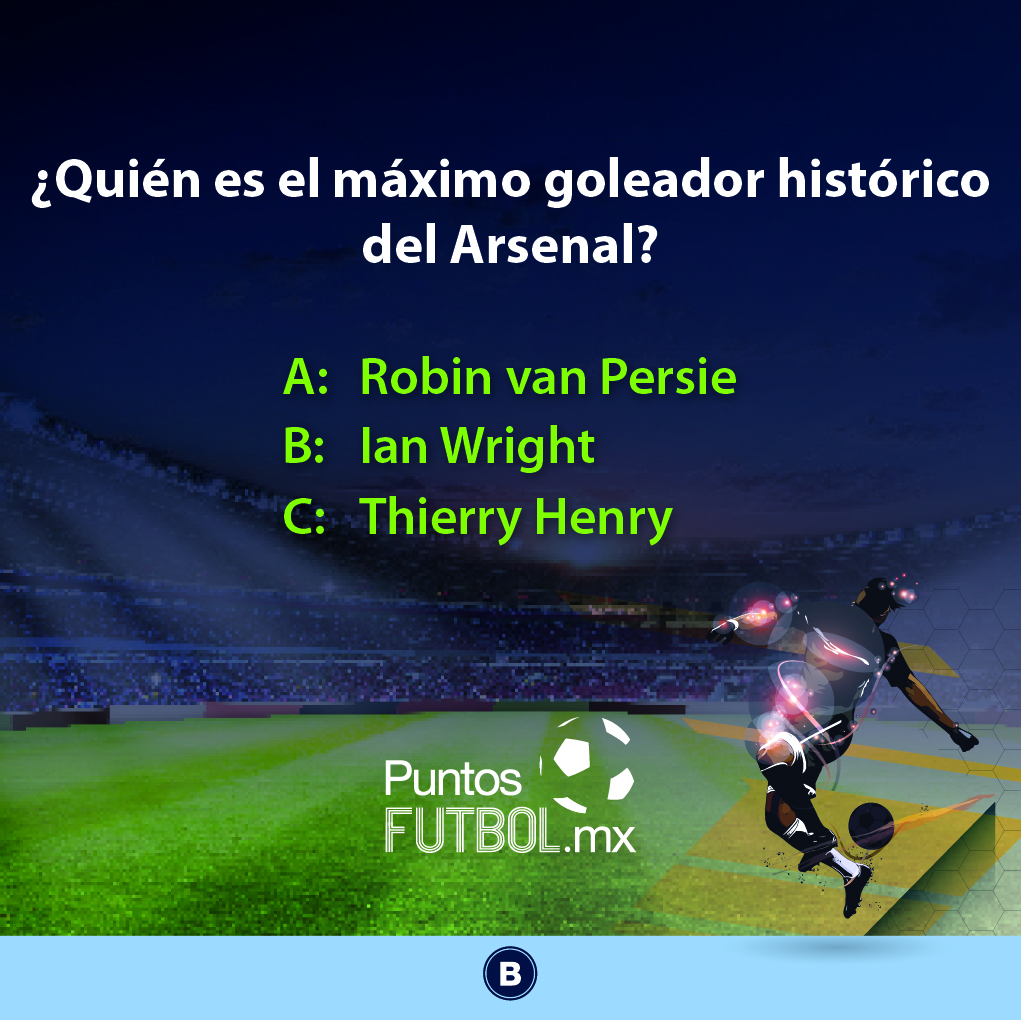 ¿Quién es el máximo goleador histórico
del Arsenal?
A: Robin van Persie
B: Ian Wright
C: Thierry Henry
Puntos
FUTBOL.mx
B